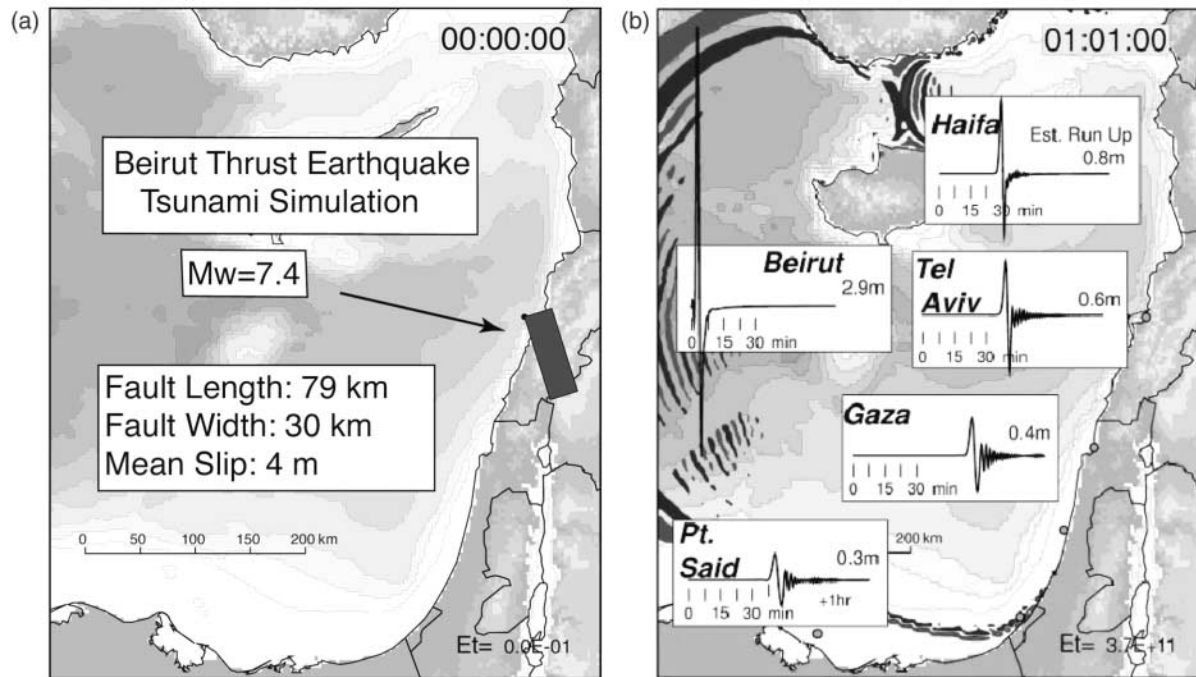 (a)
00:00:00
Beirut Thrust Earthquake
Tsunami Simulation
Mw=7.4
Fault Length: 79 km
Fault Width: 30 km
Mean Slip: 4 m
0 50 100 150 200 km
Et= 0.0E-01
(b)
01:01:00
Haifa
Est. Run Up
0.8m
0 15 30 min
Beirut
2.9m
0 15 30 min
Tel
Aviv
0.6m
0 15 30 min
Gaza
0.4m
0 15 30 min
Pt.
Said
0.3m
0 15 30 min
+1hr
200 km
Et= 3.7E+11